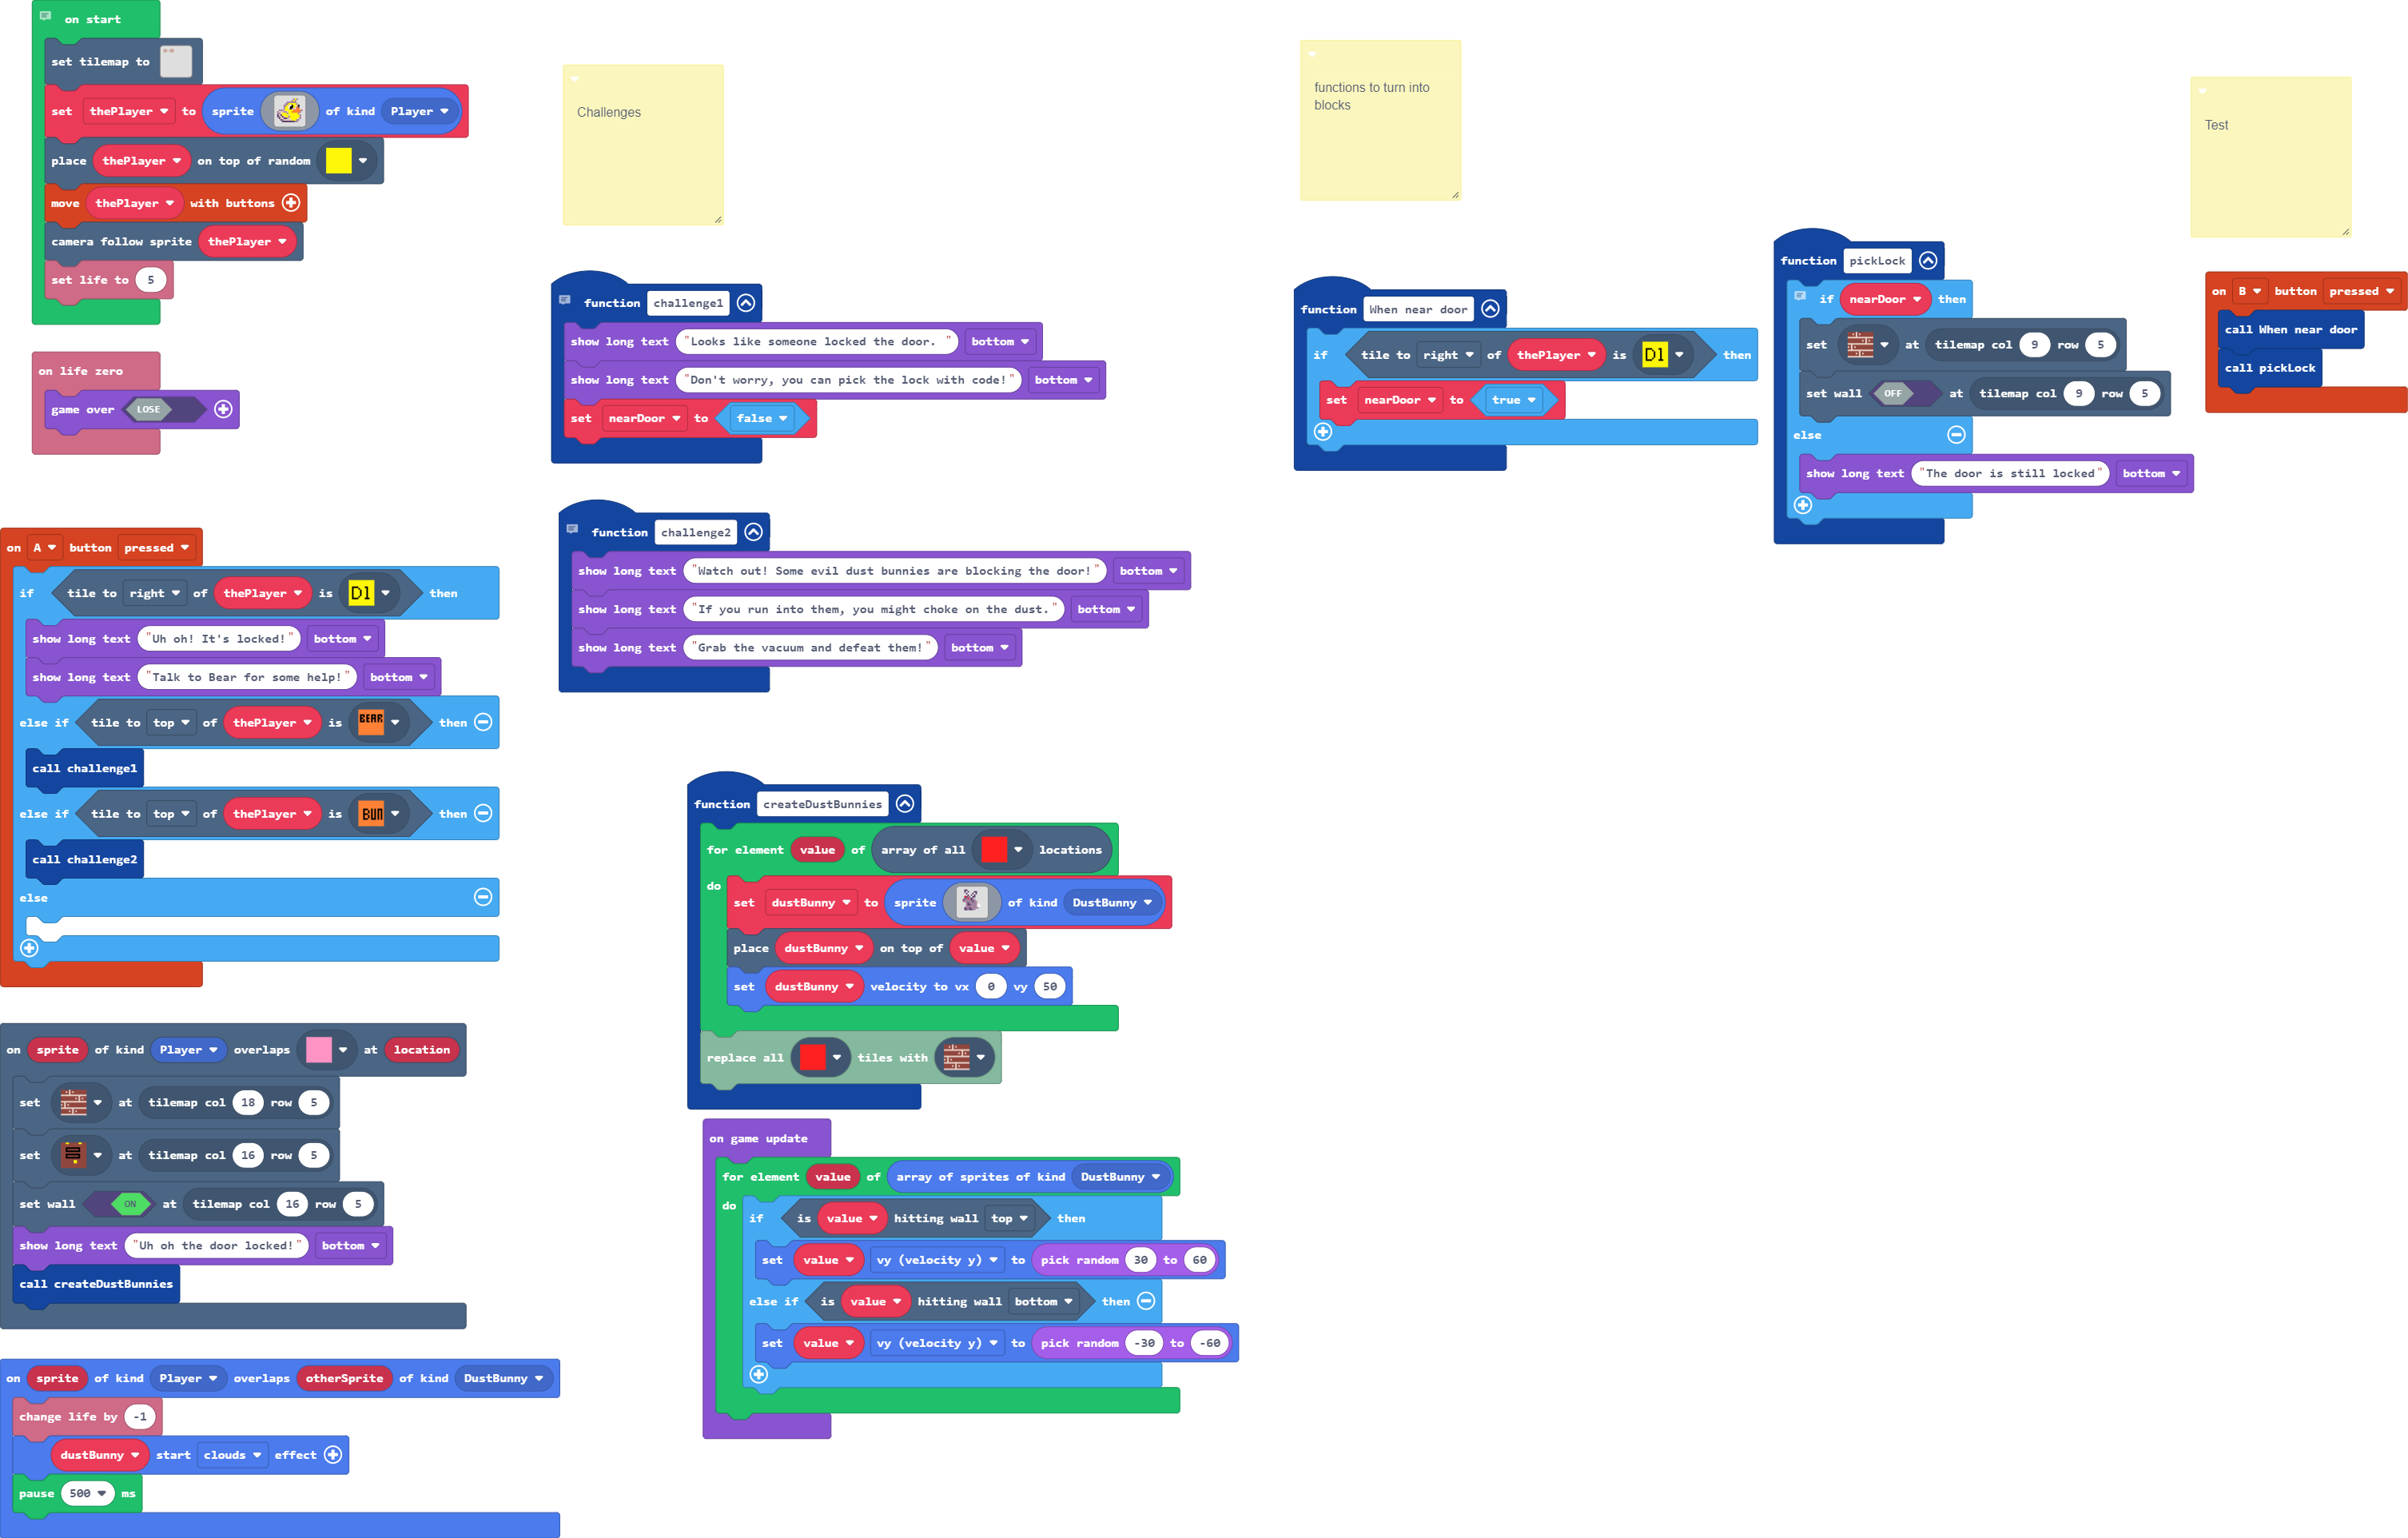 on start
set tilemap to
set thePlayer to sprite of kind Player
place thePlayer on top of random
move thePlayer with buttons
camera follow sprite thePlayer
set life to 5
on life zero
game over LOSE
on A button pressed
if tile to right of thePlayer is D1 then
show long text "Uh oh! It's locked!" bottom
show long text "Talk to Bear for some help!" bottom
else if tile to top of thePlayer is BEAR then
call challenge1
else if tile to top of thePlayer is BUN then
call challenge2
else
on sprite of kind Player overlaps at location
set at tilemap col 18 row 5
set at tilemap col 16 row 5
set wall ON at tilemap col 16 row 5
show long text "Uh oh the door locked!" bottom
call createDustBunnies
on sprite of kind Player overlaps otherSprite of kind DustBunny
change life by -1
dustBunny start clouds effect
pause 500 ms
Challenges
function challenge1
show long text "Looks like someone locked the door. " bottom
show long text "Don't worry, you can pick the lock with code!" bottom
set nearDoor to false
function challenge2
show long text "Watch out! Some evil dust bunnies are blocking the door!" bottom
show long text "If you run into them, you might choke on the dust." bottom
show long text "Grab the vacuum and defeat them!" bottom
function createDustBunnies
for element value of array of all locations
do
set dustBunny to sprite of kind DustBunny
place dustBunny on top of value
set dustBunny velocity to vx 0 vy 50
replace all tiles with
on game update
for element value of array of sprites of kind DustBunny
do
if is value hitting wall top then
set value vy (velocity y) to pick random 30 to 60
else if is value hitting wall bottom then
set value vy (velocity y) to pick random -30 to -60
functions to turn into
blocks
function When near door
if tile to right of thePlayer is D1 then
set nearDoor to true
function pickLock
if nearDoor then
set at tilemap col 9 row 5
set wall OFF at tilemap col 9 row 5
else
show long text "The door is still locked" bottom
Test
on B button pressed
call When near door
call pickLock